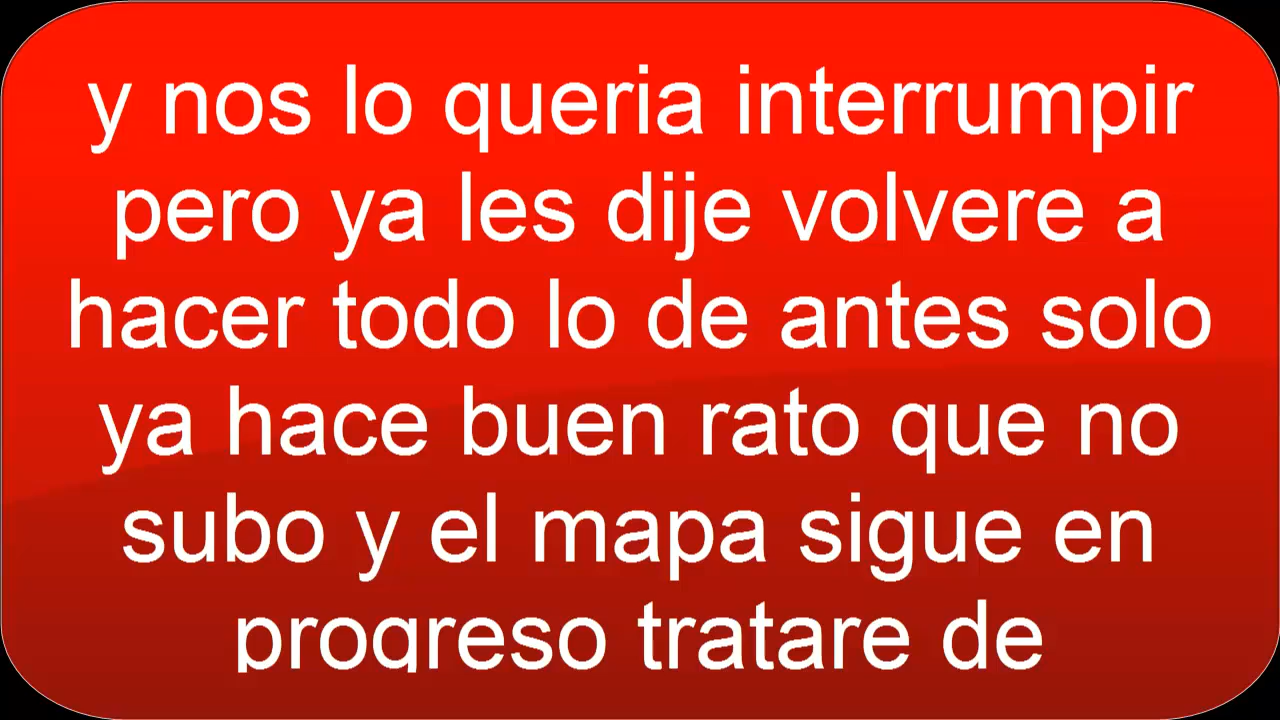 y nos lo queria interrumpir
pero ya les dije volvere a
hacer todo lo de antes solo
ya hace buen rato que no
subo y el mapa sigue en
progreso tratare de